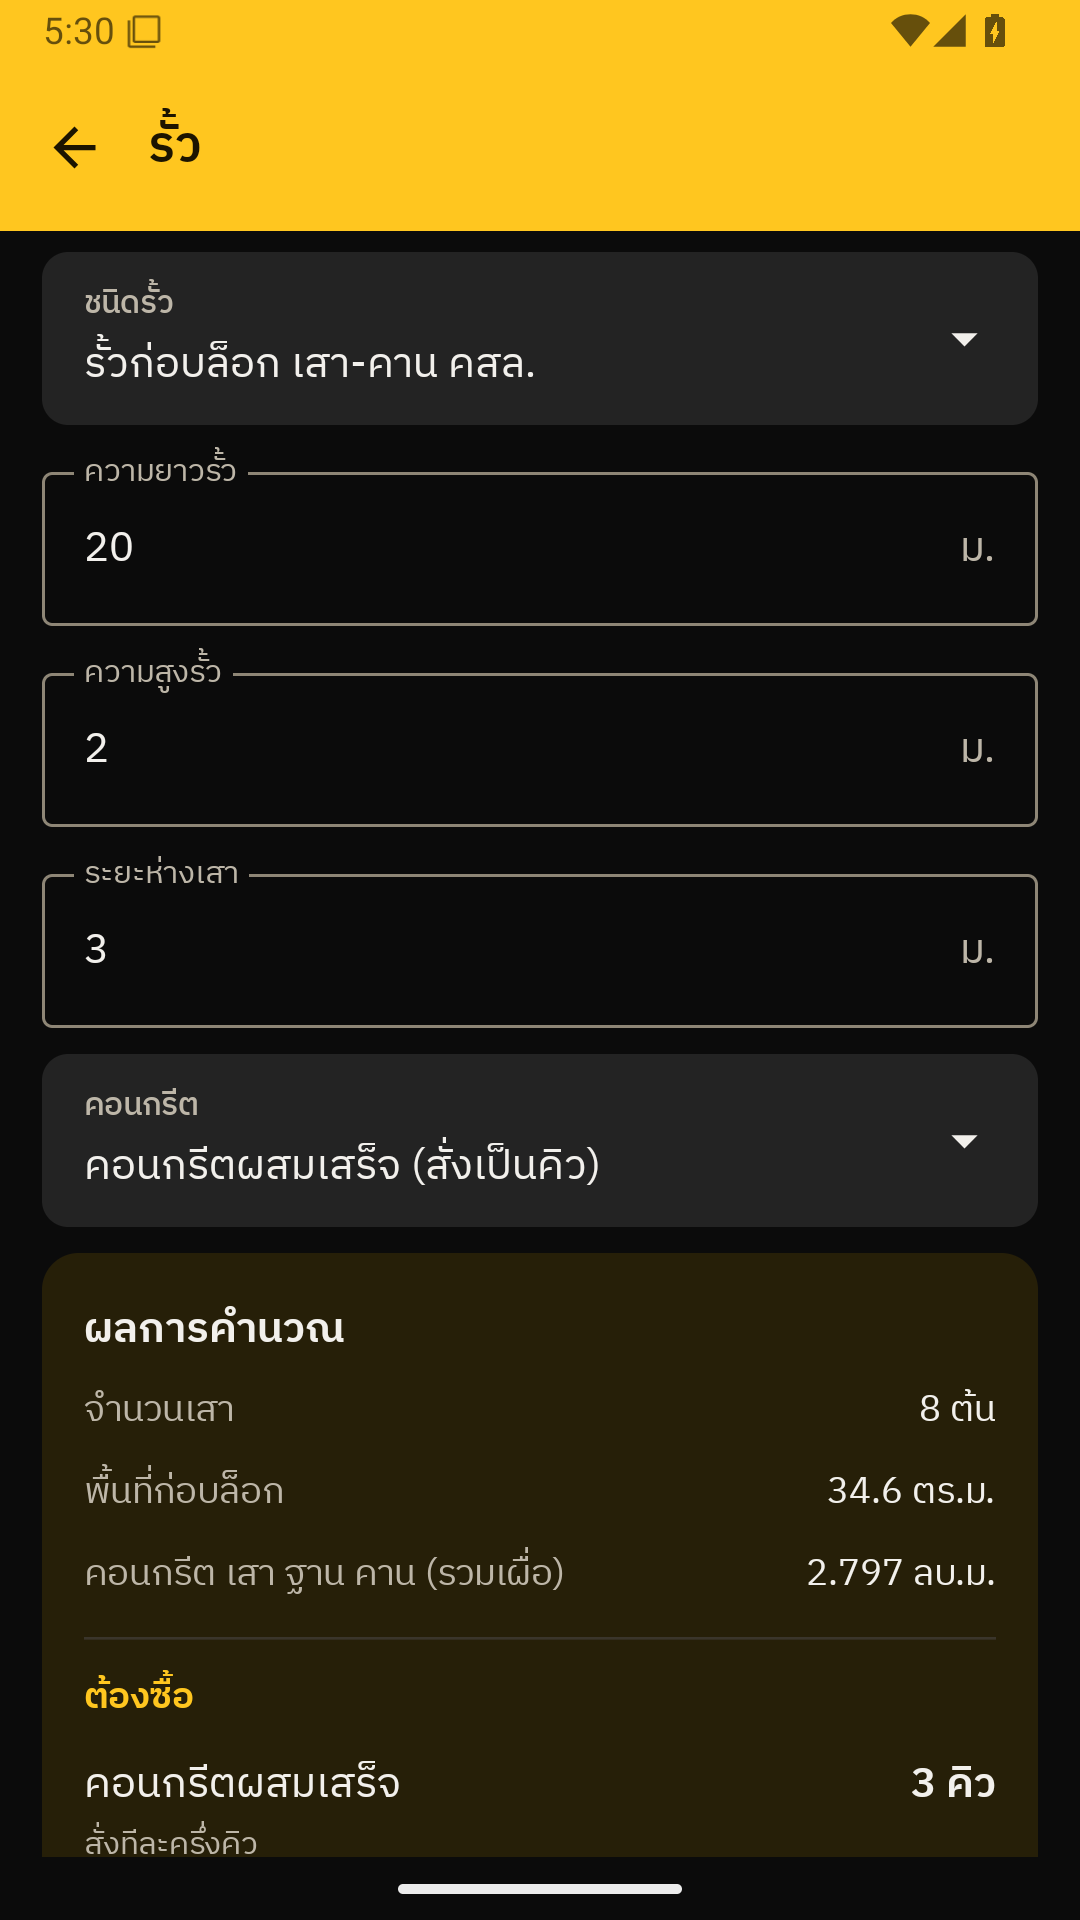 5:30
รั้ว
ชนิดรั้ว
รั้วก่อบล็อก เสา-คาน คสล.
ความยาวรั้ว
20 ม.
ความสูงรั้ว
2 ม.
ระยะห่างเสา
3 ม.
คอนกรีต
คอนกรีตผสมเสร็จ (สั่งเป็นคิว)
ผลการคำนวณ
จำนวนเสา 8 ต้น
พื้นที่ก่อบล็อก 34.6 ตร.ม.
คอนกรีต เสา ฐาน คาน (รวมเผื่อ) 2.797 ลบ.ม.
ต้องซื้อ
คอนกรีตผสมเสร็จ 3 คิว
สั่งทีละครึ่งคิว